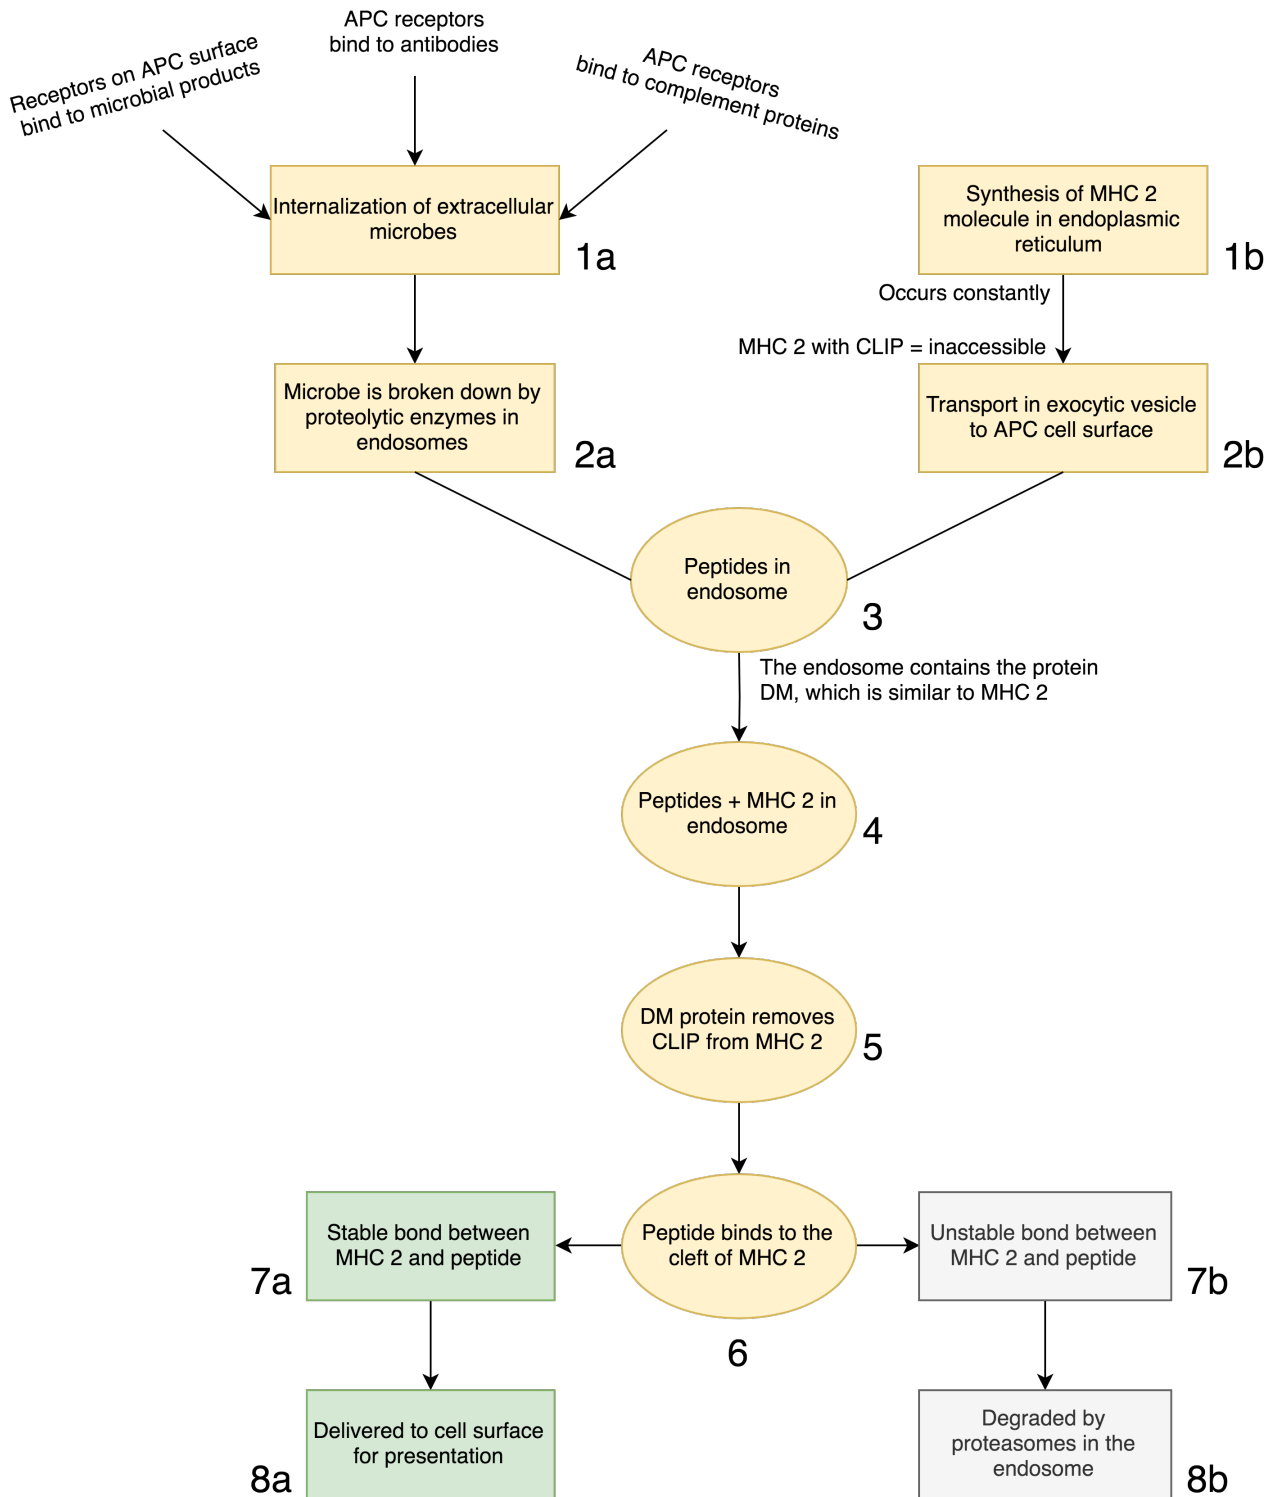 APC receptors
bind to antibodies
Receptors on APC surface
bind to microbial products
APC receptors
bind to complement proteins
Internalization of extracellular
microbes
1a
Synthesis of MHC 2
molecule in endoplasmic
reticulum
1b
Occurs constantly
MHC 2 with CLIP = inaccessible
Microbe is broken down by
proteolytic enzymes in
endosomes
2a
Transport in exocytic vesicle
to APC cell surface
2b
Peptides in
endosome
3
The endosome contains the protein
DM, which is similar to MHC 2
Peptides + MHC 2 in
endosome
4
DM protein removes
CLIP from MHC 2
5
Stable bond between
MHC 2 and peptide
7a
Peptide binds to the
cleft of MHC 2
6
Unstable bond between
MHC 2 and peptide
7b
Delivered to cell surface
for presentation
8a
Degraded by
proteasomes in the
endosome
8b